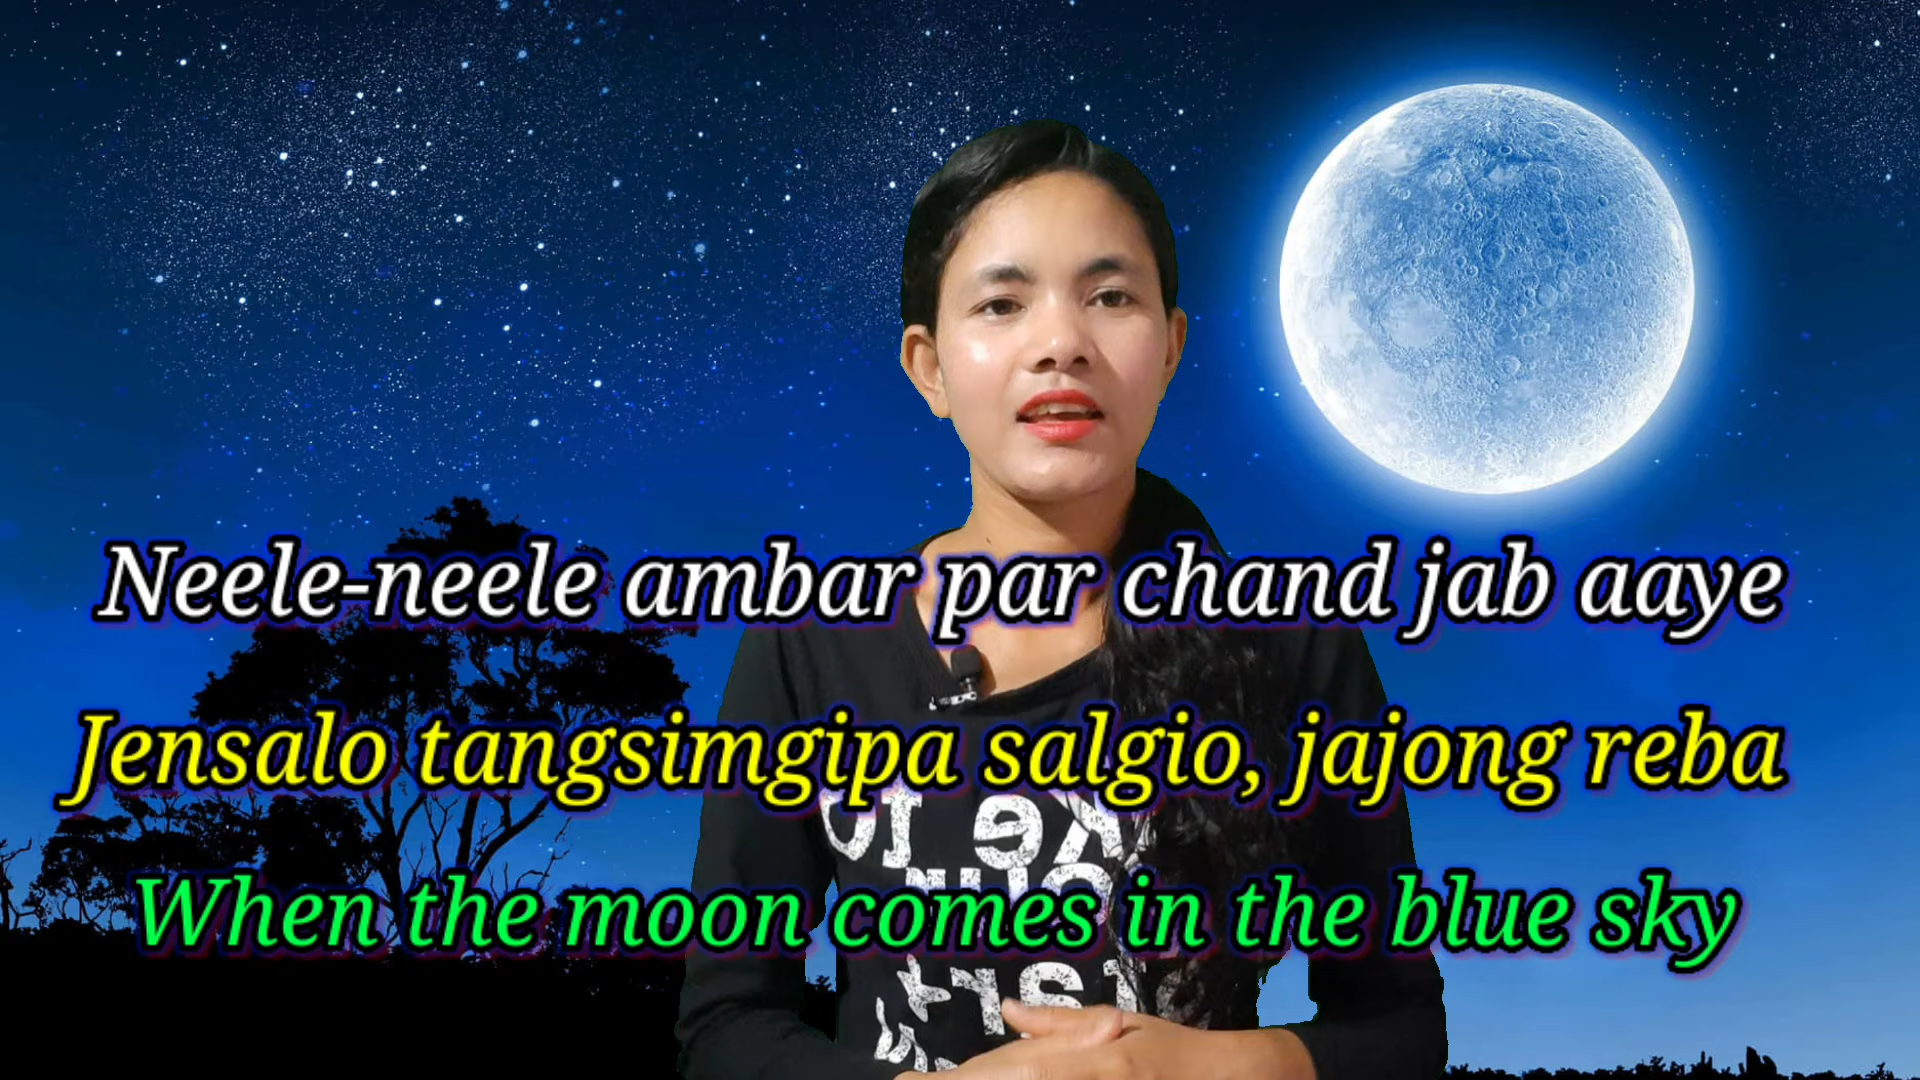 Neele-neele ambar par chand jab aaye
Jensalo tangsimgipa salgio, jajong reba
When the moon comes in the blue sky